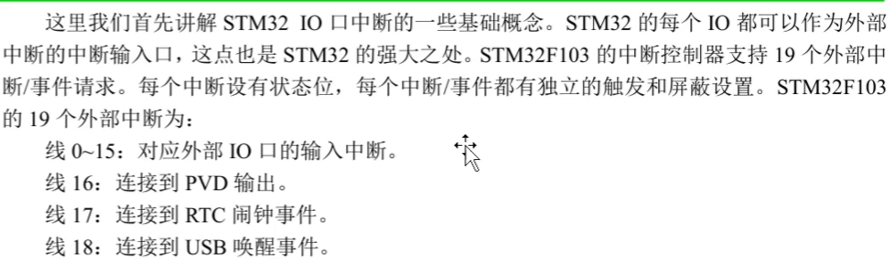 这里我们首先讲解 STM32 IO 口中断的一些基础概念。STM32 的每个 IO 都可以作为外部
中断的中断输入口，这点也是 STM32 的强大之处。STM32F103 的中断控制器支持 19 个外部中
断/事件请求。每个中断设有状态位，每个中断/事件都有独立的触发和屏蔽设置。STM32F103
的 19 个外部中断为：
线 0~15：对应外部 IO 口的输入中断。
线 16：连接到 PVD 输出。
线 17：连接到 RTC 闹钟事件。
线 18：连接到 USB 唤醒事件。